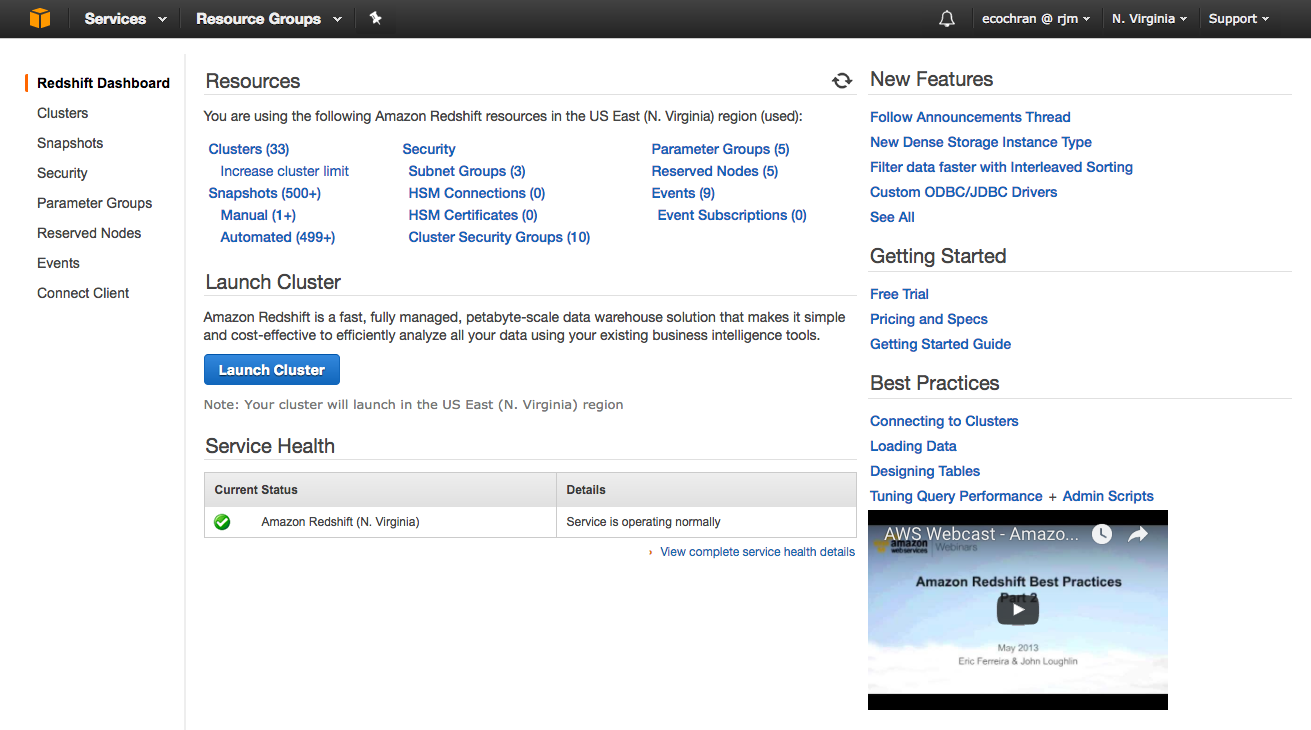 Services Resource Groups ecochran @ rjm N. Virginia Support
Redshift Dashboard
Clusters
Snapshots
Security
Parameter Groups
Reserved Nodes
Events
Connect Client
Resources
You are using the following Amazon Redshift resources in the US East (N. Virginia) region (used):
Clusters (33)
Increase cluster limit
Snapshots (500+)
Manual (1+)
Automated (499+)
Security
Subnet Groups (3)
HSM Connections (0)
HSM Certificates (0)
Cluster Security Groups (10)
Parameter Groups (5)
Reserved Nodes (5)
Events (9)
Event Subscriptions (0)
Launch Cluster
Amazon Redshift is a fast, fully managed, petabyte-scale data warehouse solution that makes it simple
and cost-effective to efficiently analyze all your data using your existing business intelligence tools.
Launch Cluster
Note: Your cluster will launch in the US East (N. Virginia) region
Service Health
Current Status Details
Amazon Redshift (N. Virginia) Service is operating normally
› View complete service health details
New Features
Follow Announcements Thread
New Dense Storage Instance Type
Filter data faster with Interleaved Sorting
Custom ODBC/JDBC Drivers
See All
Getting Started
Free Trial
Pricing and Specs
Getting Started Guide
Best Practices
Connecting to Clusters
Loading Data
Designing Tables
Tuning Query Performance + Admin Scripts
AWS Webcast - Amazo...
amazon
web services
Webinars
Amazon Redshift Best Practices
Part 2
May 2013
Eric Ferreira & John Loughlin